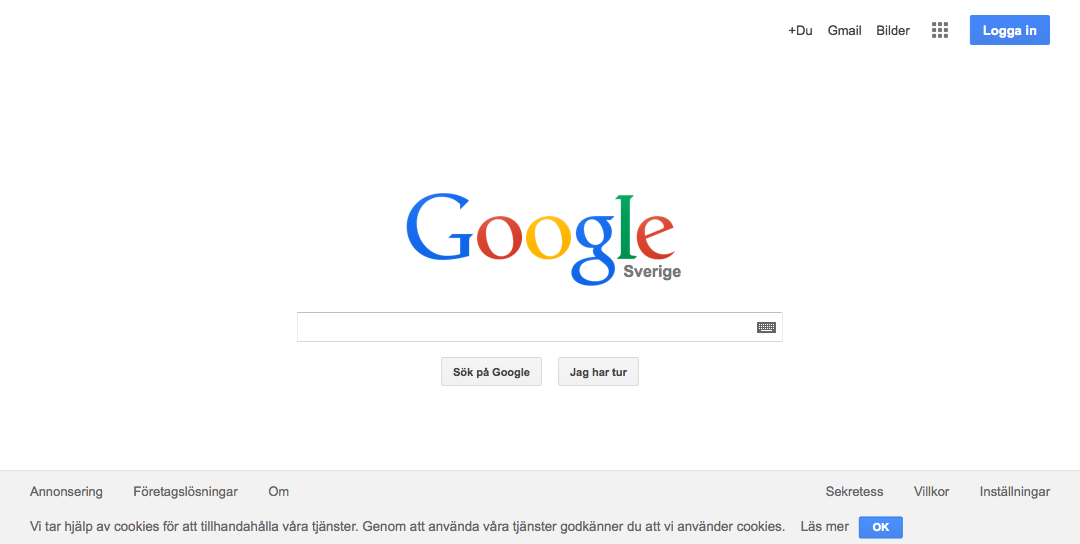 +Du Gmail Bilder Logga in
Google
Sverige
Sök på Google Jag har tur
Annonsering Företagslösningar Om Sekretess Villkor Inställningar
Vi tar hjälp av cookies för att tillhandahålla våra tjänster. Genom att använda våra tjänster godkänner du att vi använder cookies. Läs mer OK